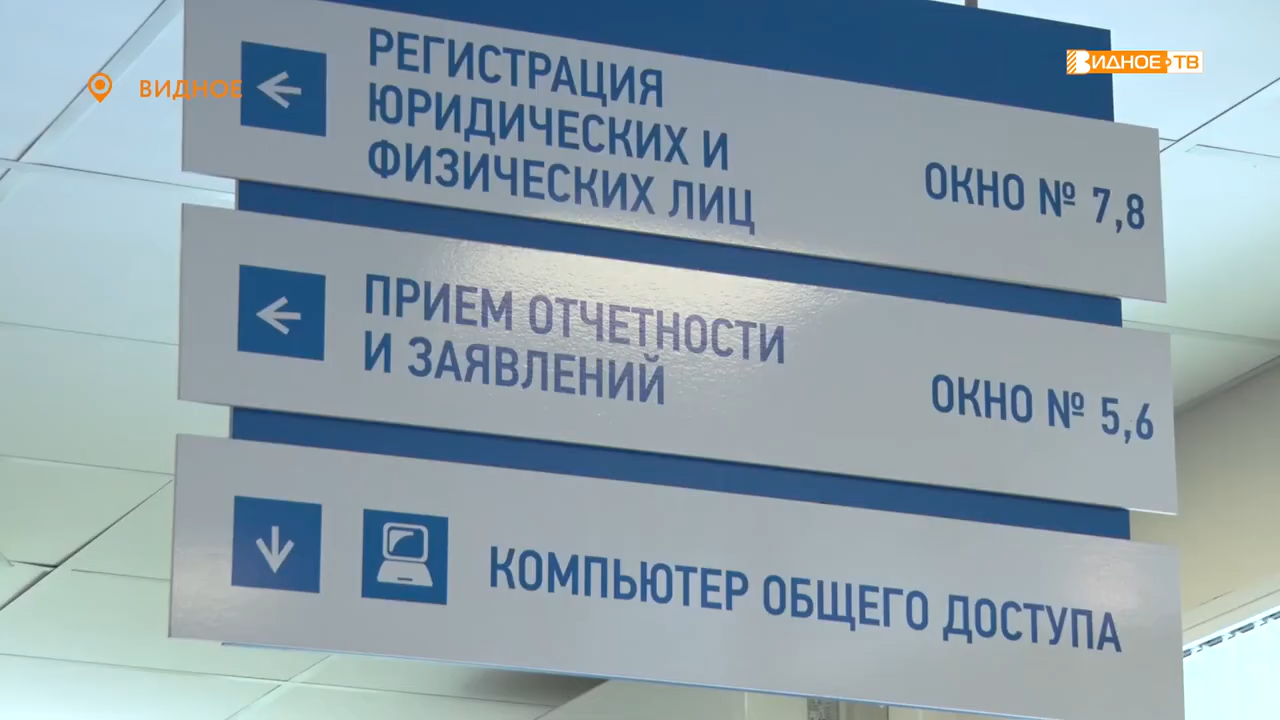 ВИДНОЕ
ВИДНОЕ ТВ
РЕГИСТРАЦИЯ
ЮРИДИЧЕСКИХ И
ФИЗИЧЕСКИХ ЛИЦ
ОКНО № 7,8
ПРИЕМ ОТЧЕТНОСТИ
И ЗАЯВЛЕНИЙ
ОКНО № 5,6
КОМПЬЮТЕР ОБЩЕГО ДОСТУПА